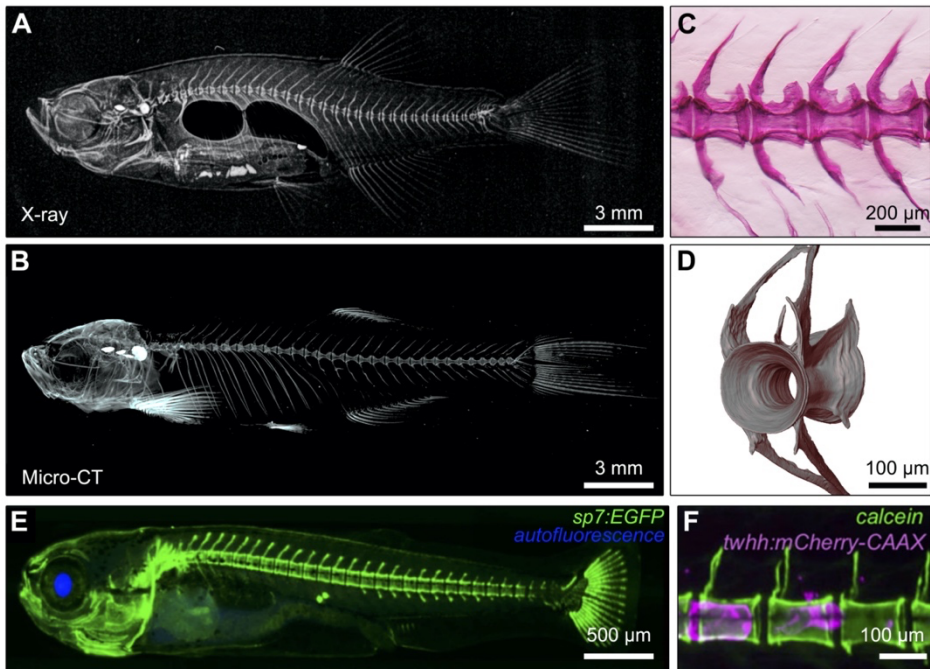 A
X-ray
3 mm
B
Micro-CT
3 mm
C
200 µm
D
100 µm
E
sp7:EGFP
autofluorescence
500 µm
F
calcein
twhh:mCherry-CAAX
100 µm